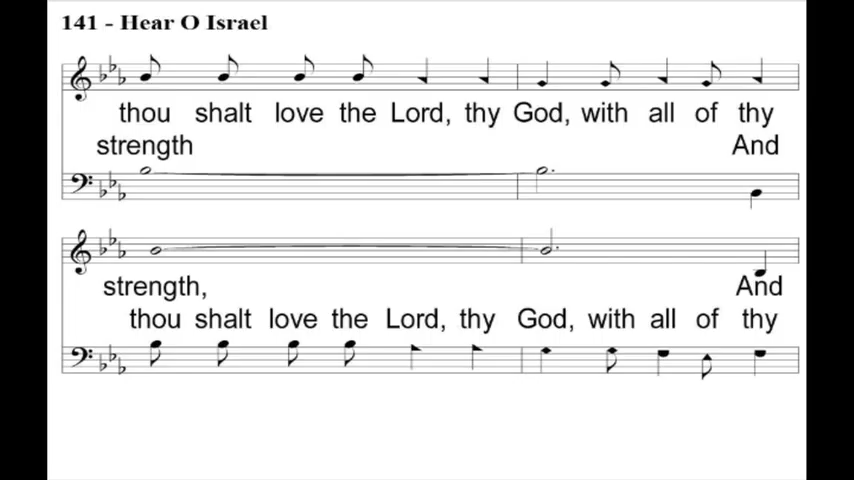 141 - Hear O Israel
thou shalt love the Lord, thy God, with all of thy
strength And
strength, And
thou shalt love the Lord, thy God, with all of thy